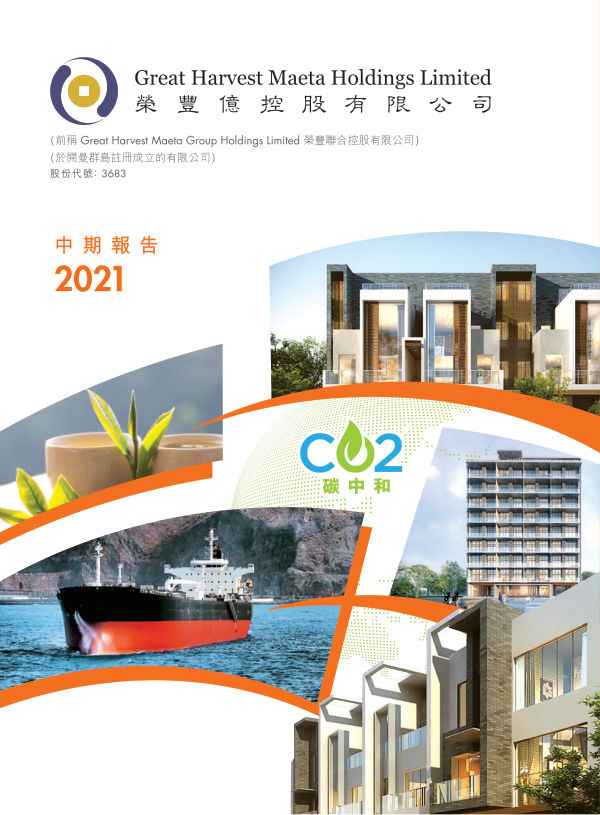 Great Harvest Maeta Holdings Limited
榮豐億控股有限公司
(前稱 Great Harvest Maeta Group Holdings Limited 榮豐聯合控股有限公司)
(於開曼群島註冊成立的有限公司)
股份代號: 3683
中期報告
2021
CO2
碳中和